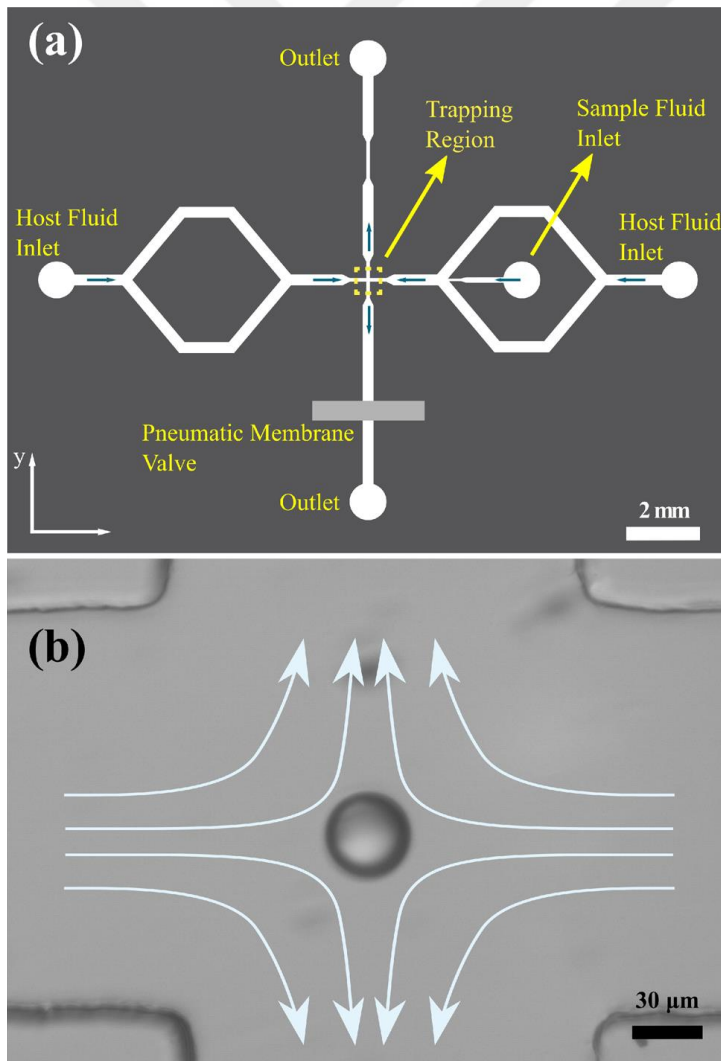 (a)
Outlet
Trapping
Region
Sample Fluid
Inlet
Host Fluid
Inlet
Host Fluid
Inlet
Pneumatic Membrane
Valve
y
Outlet
2 mm
(b)
30 µm